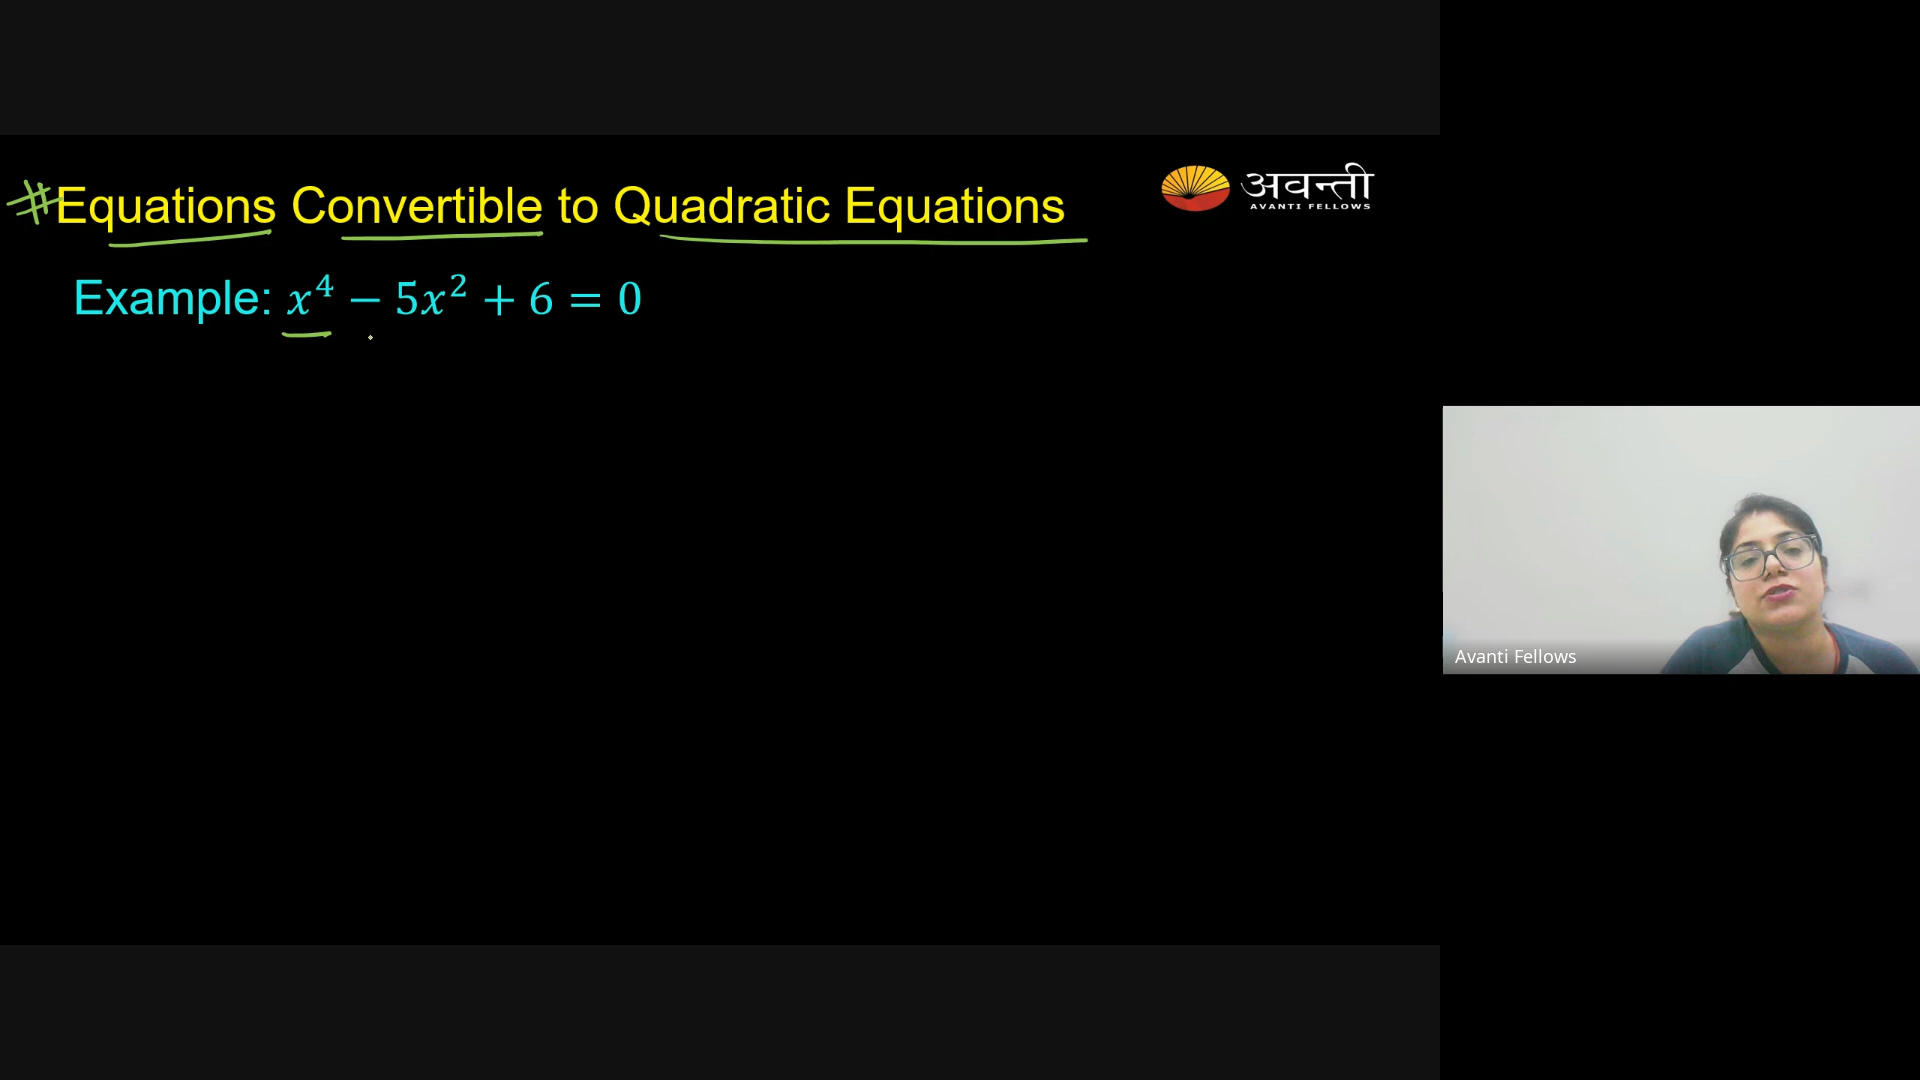 #Equations Convertible to Quadratic Equations
अवन्ती
AVANTI FELLOWS
Example: x⁴ − 5x² + 6 = 0
Avanti Fellows